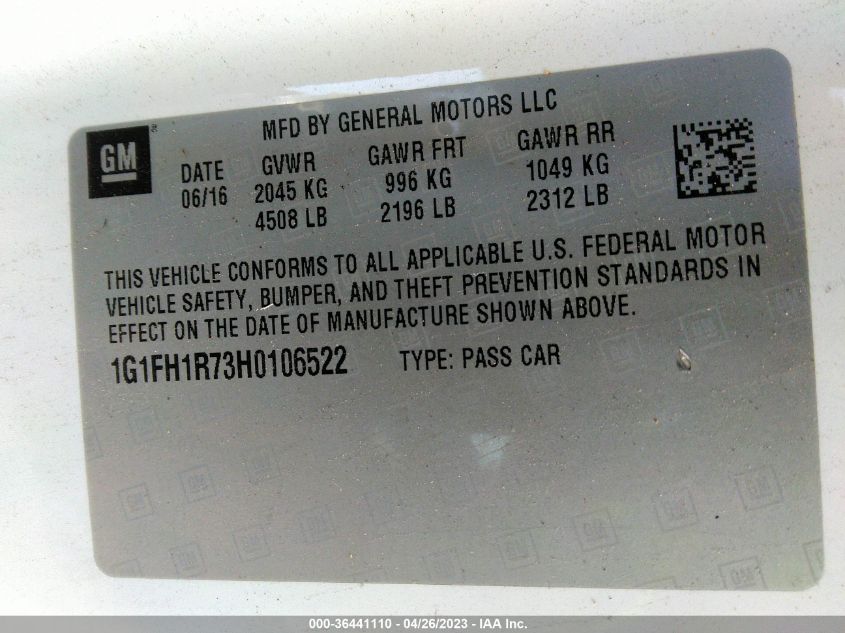 MFD BY GENERAL MOTORS LLC
GM
DATE GVWR GAWR FRT GAWR RR
06/16 2045 KG 996 KG 1049 KG
4508 LB 2196 LB 2312 LB
THIS VEHICLE CONFORMS TO ALL APPLICABLE U.S. FEDERAL MOTOR
VEHICLE SAFETY, BUMPER, AND THEFT PREVENTION STANDARDS IN
EFFECT ON THE DATE OF MANUFACTURE SHOWN ABOVE.
1G1FH1R73H0106522 TYPE: PASS CAR
000-36441110 - 04/26/2023 - IAA Inc.